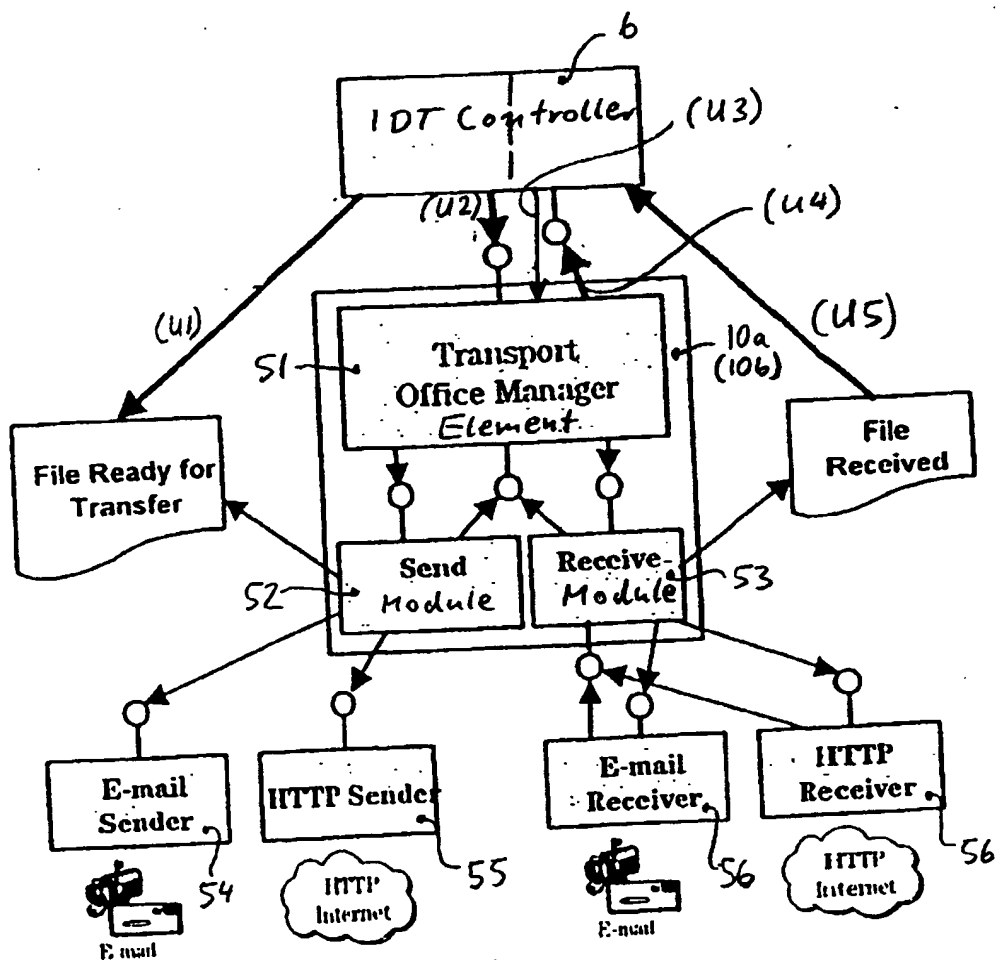 6
IDT Controller
(U3)
(U2)
(U4)
(U1)
(U5)
51
Transport
Office Manager
Element
10a
(10b)
File Ready for
Transfer
File
Received
52
Send
Module
Receive-
Module
53
E-mail
Sender
HTTP Sender
E-mail
Receiver
HTTP
Receiver
54
55
56
56
E-mail
HTTP
Internet
E-mail
HTTP
Internet